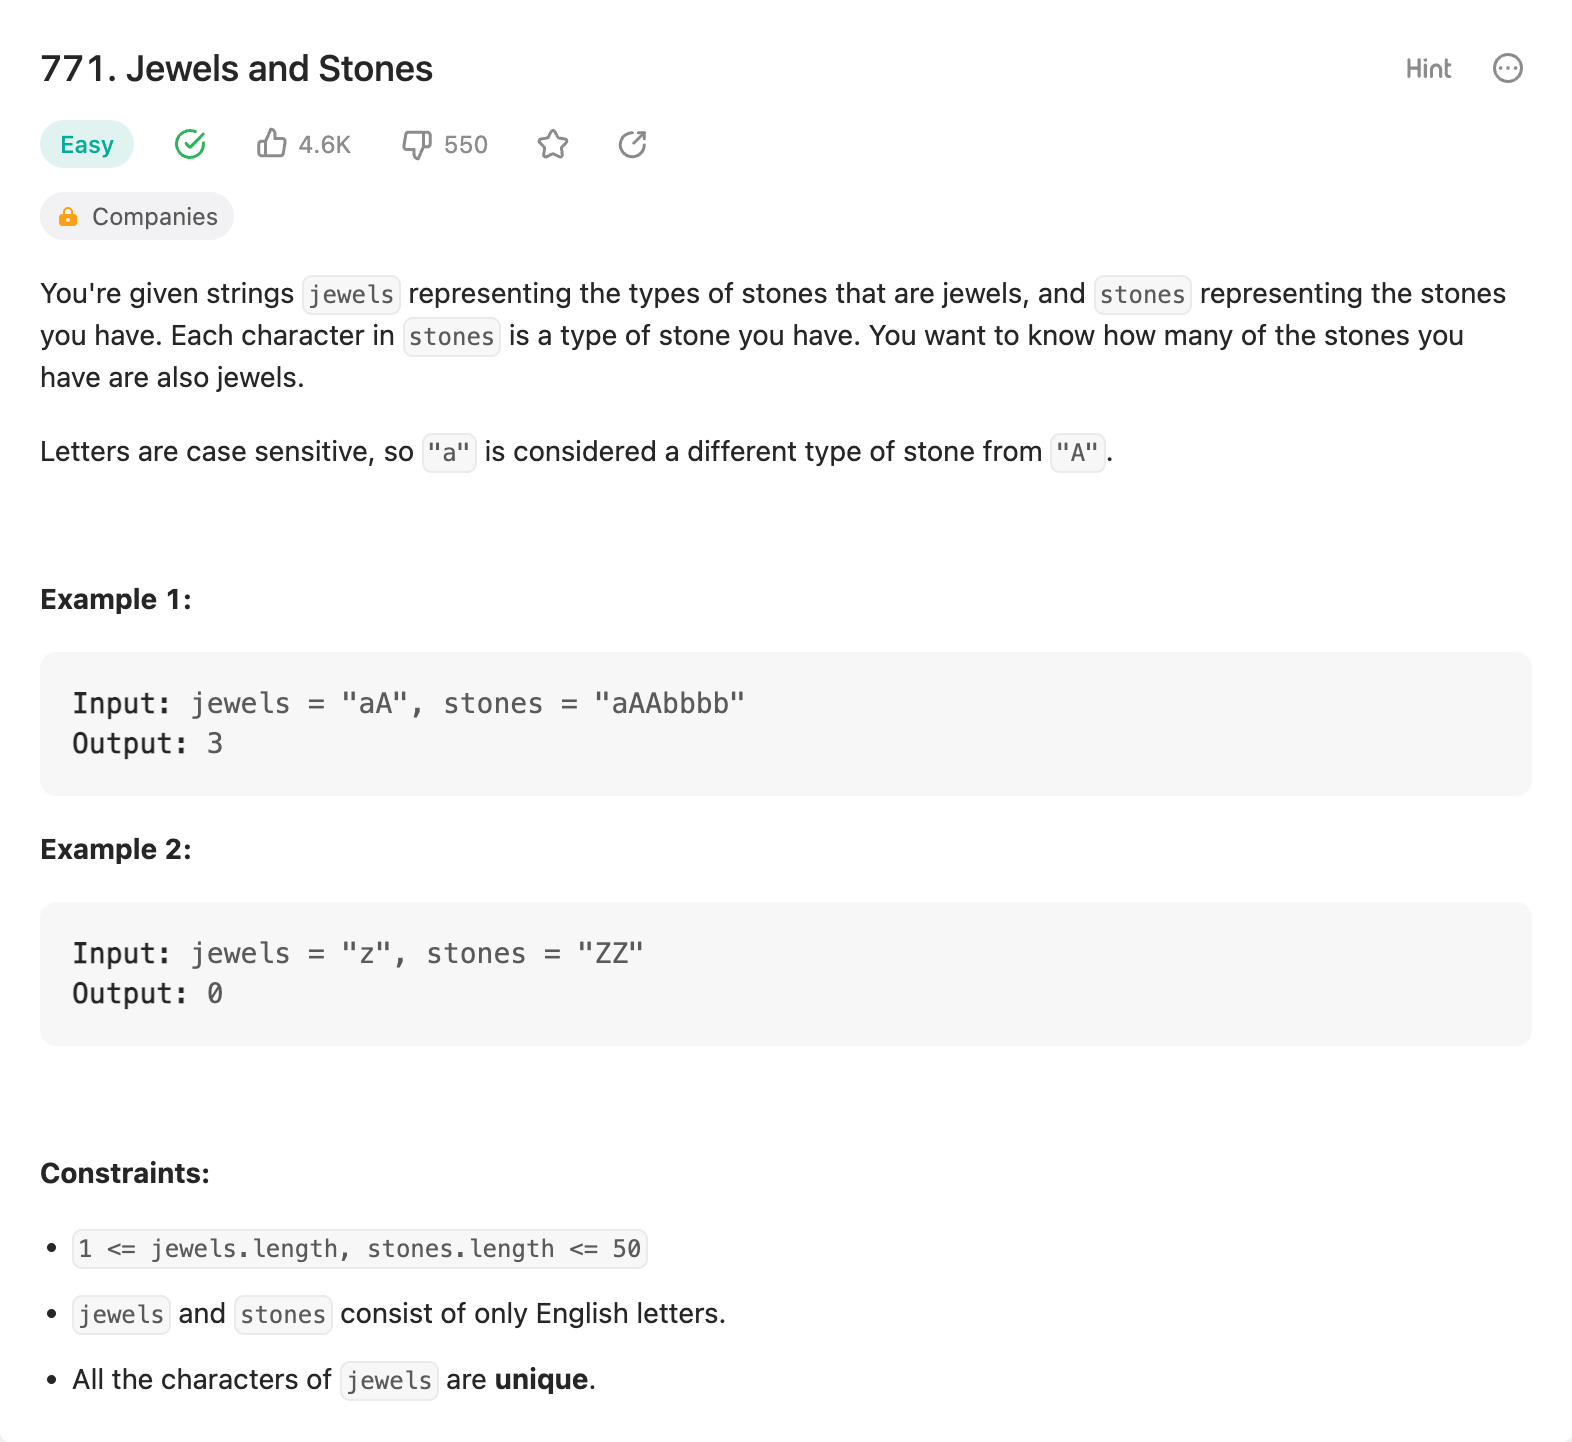 771. Jewels and Stones
Hint
Easy
4.6K
550
Companies
You're given strings jewels representing the types of stones that are jewels, and stones representing the stones
you have. Each character in stones is a type of stone you have. You want to know how many of the stones you
have are also jewels.
Letters are case sensitive, so "a" is considered a different type of stone from "A".
Example 1:
Input: jewels = "aA", stones = "aAAbbbb"
Output: 3
Example 2:
Input: jewels = "z", stones = "ZZ"
Output: 0
Constraints:
• 1 <= jewels.length, stones.length <= 50
• jewels and stones consist of only English letters.
• All the characters of jewels are unique.